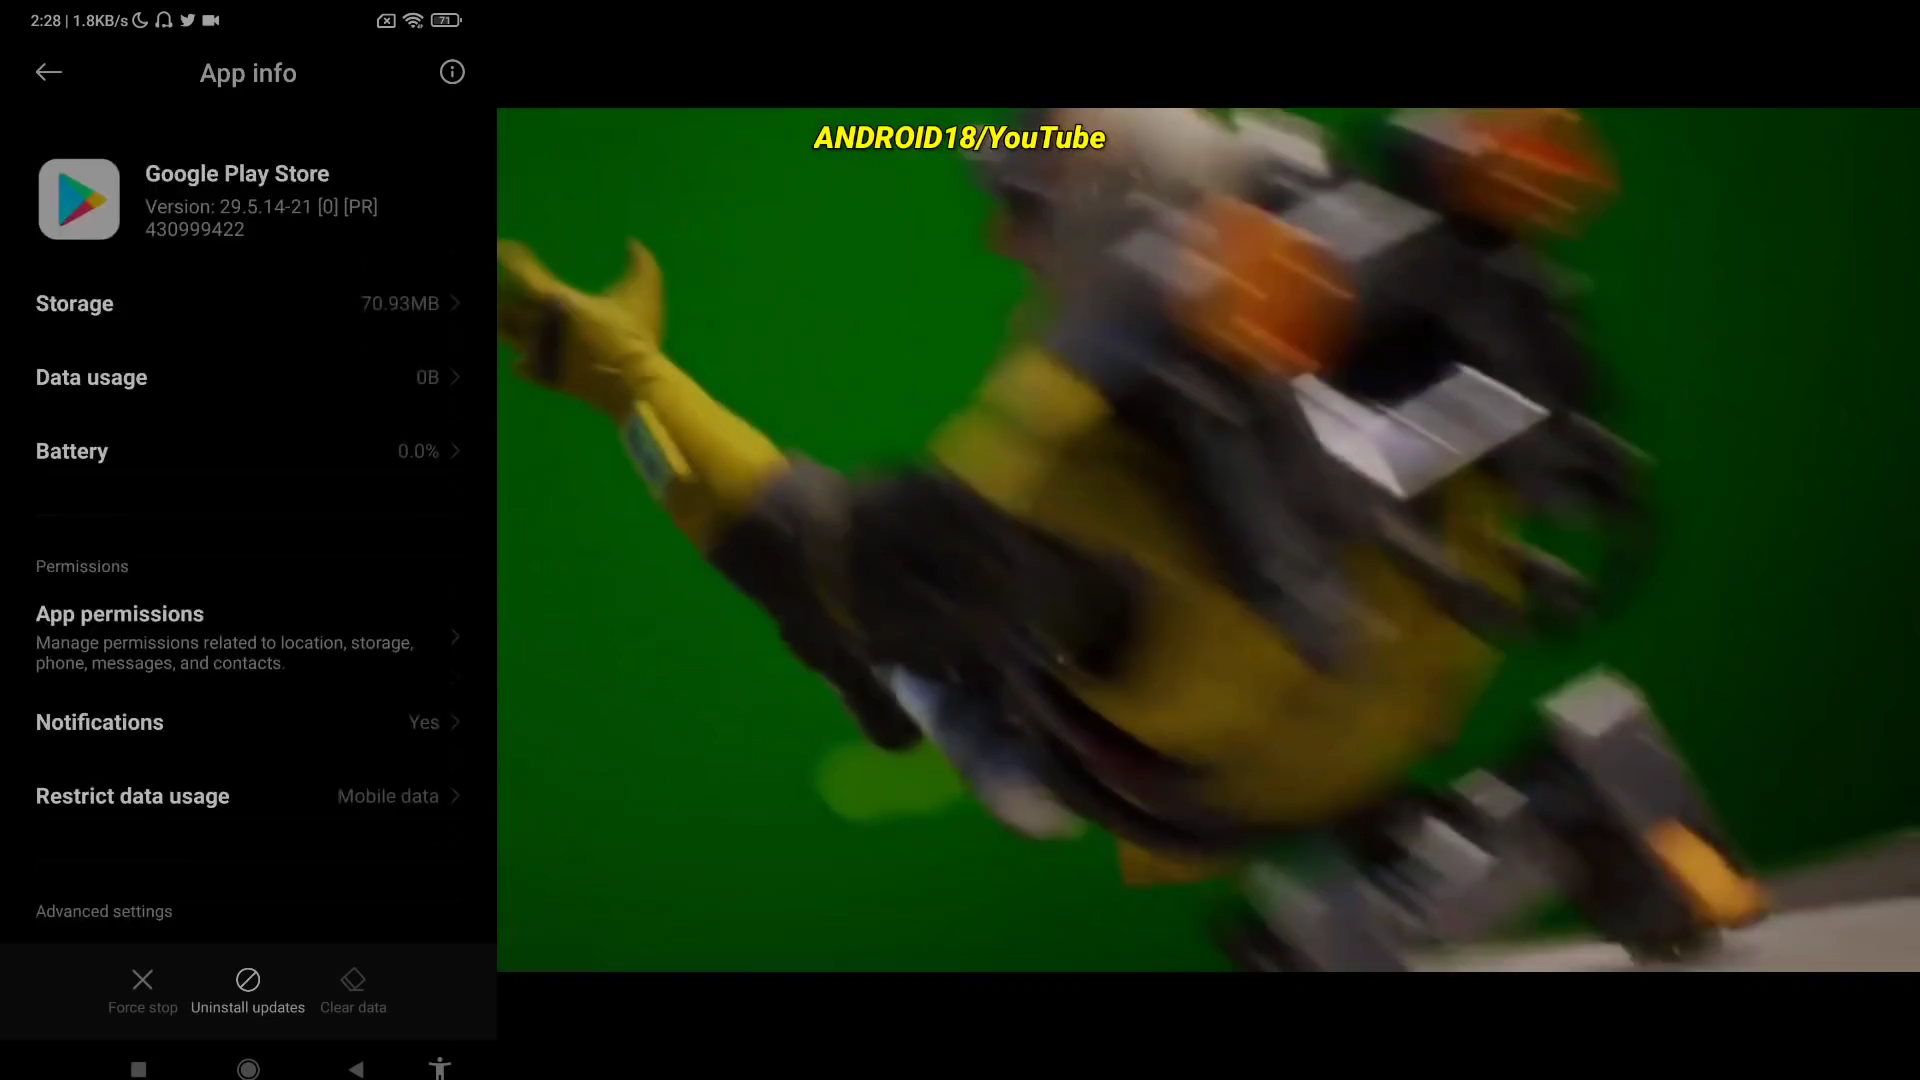 2:28 | 1.8KB/s
71
App info
ANDROID18/YouTube
Google Play Store
Version: 29.5.14-21 [0] [PR]
430999422
Storage 70.93MB
Data usage 0B
Battery 0.0%
Permissions
App permissions
Manage permissions related to location, storage,
phone, messages, and contacts.
Notifications Yes
Restrict data usage Mobile data
Advanced settings
Force stop Uninstall updates Clear data